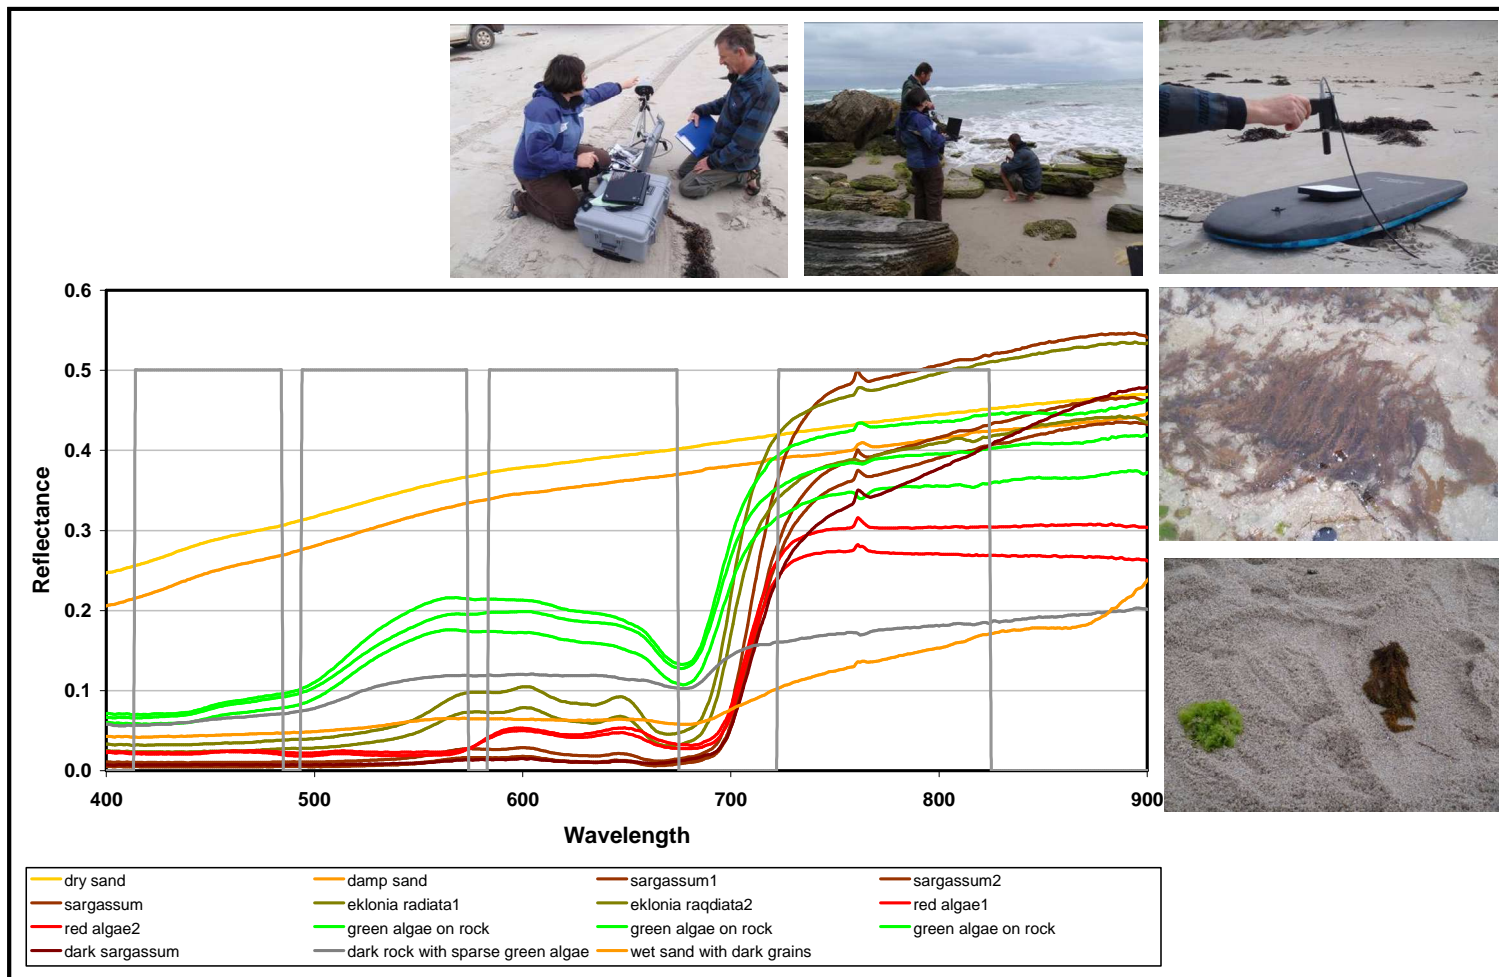 0.6
0.5
0.4
0.3
0.2
0.1
0.0
Reflectance
400 500 600 700 800 900
Wavelength
dry sand damp sand sargassum1 sargassum2
sargassum eklonia radiata1 eklonia raqdiata2 red algae1
red algae2 green algae on rock green algae on rock green algae on rock
dark sargassum dark rock with sparse green algae wet sand with dark grains